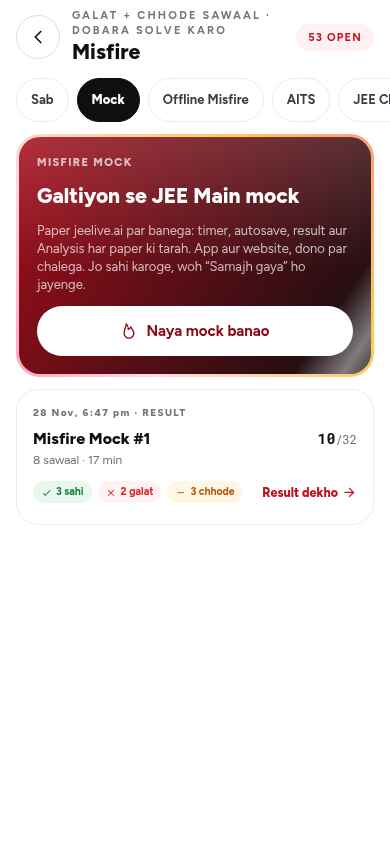 GALAT + CHHODE SAWAAL ·
DOBARA SOLVE KARO
Misfire
53 OPEN
Sab
Mock
Offline Misfire
AITS
MISFIRE MOCK
Galtiyon se JEE Main mock
Paper jeelive.ai par banega: timer, autosave, result aur
Analysis har paper ki tarah. App aur website, dono par
chalega. Jo sahi karoge, woh “Samajh gaya” ho
jayenge.
Naya mock banao
28 Nov, 6:47 pm · RESULT
Misfire Mock #1
10/32
8 sawaal · 17 min
3 sahi
2 galat
3 chhode
Result dekho →